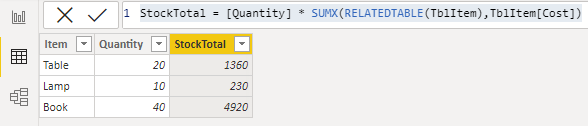 1 StockTotal = [Quantity] * SUMX(RELATEDTABLE(TblItem),TblItem[Cost])
Item Quantity StockTotal
Table 20 1360
Lamp 10 230
Book 40 4920